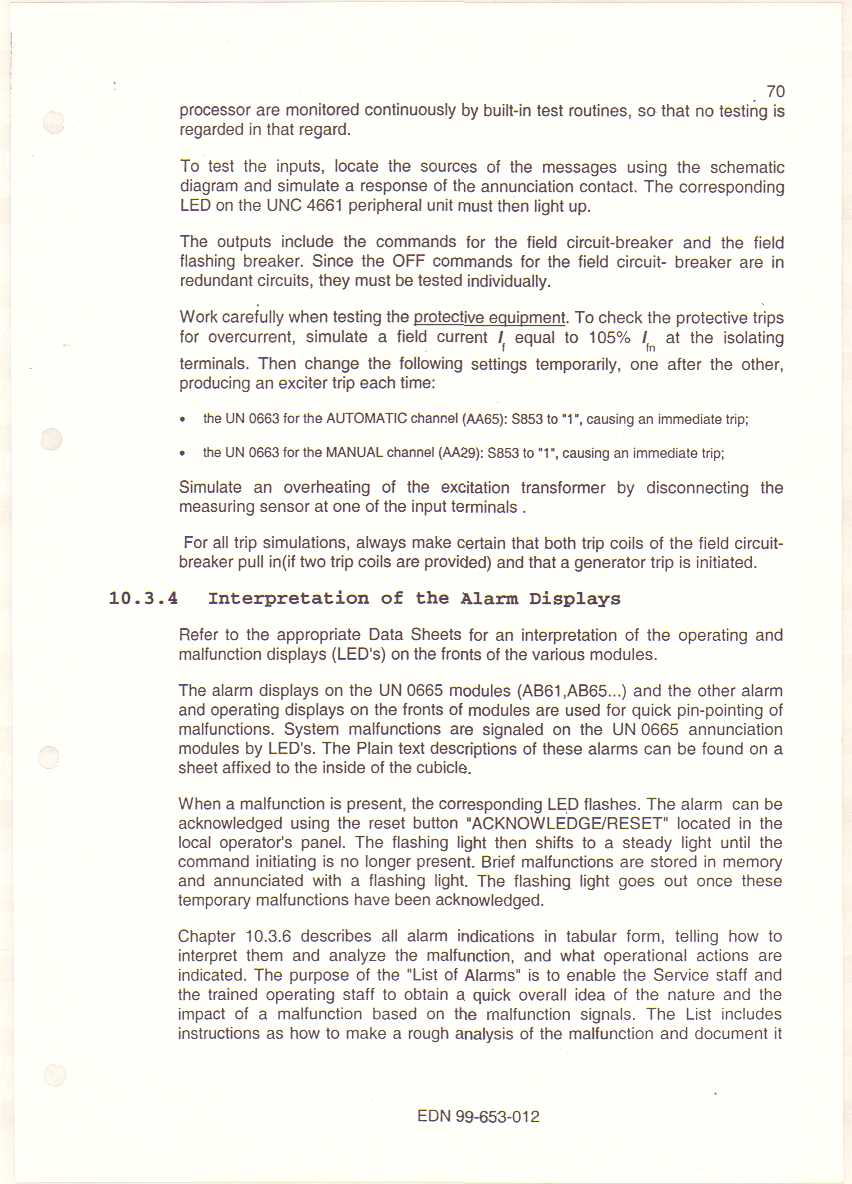 70
processor are monitored continuously by built-in test routines, so that no testing is
regarded in that regard.
To test the inputs, locate the sources of the messages using the schematic
diagram and simulate a response of the annunciation contact. The corresponding
LED on the UNC 4661 peripheral unit must then light up.
The outputs include the commands for the field circuit-breaker and the field
flashing breaker. Since the OFF commands for the field circuit- breaker are in
redundant circuits, they must be tested individually.
Work carefully when testing the protective equipment. To check the protective trips
for overcurrent, simulate a field current I_f equal to 105% I_fn at the isolating
terminals. Then change the following settings temporarily, one after the other,
producing an exciter trip each time:
• the UN 0663 for the AUTOMATIC channel (AA65): S853 to "1", causing an immediate trip;
• the UN 0663 for the MANUAL channel (AA29): S853 to "1", causing an immediate trip;
Simulate an overheating of the excitation transformer by disconnecting the
measuring sensor at one of the input terminals .
For all trip simulations, always make certain that both trip coils of the field circuit-
breaker pull in(if two trip coils are provided) and that a generator trip is initiated.
10.3.4 Interpretation of the Alarm Displays
Refer to the appropriate Data Sheets for an interpretation of the operating and
malfunction displays (LED's) on the fronts of the various modules.
The alarm displays on the UN 0665 modules (AB61,AB65...) and the other alarm
and operating displays on the fronts of modules are used for quick pin-pointing of
malfunctions. System malfunctions are signaled on the UN 0665 annunciation
modules by LED's. The Plain text descriptions of these alarms can be found on a
sheet affixed to the inside of the cubicle.
When a malfunction is present, the corresponding LED flashes. The alarm can be
acknowledged using the reset button "ACKNOWLEDGE/RESET" located in the
local operator's panel. The flashing light then shifts to a steady light until the
command initiating is no longer present. Brief malfunctions are stored in memory
and annunciated with a flashing light. The flashing light goes out once these
temporary malfunctions have been acknowledged.
Chapter 10.3.6 describes all alarm indications in tabular form, telling how to
interpret them and analyze the malfunction, and what operational actions are
indicated. The purpose of the "List of Alarms" is to enable the Service staff and
the trained operating staff to obtain a quick overall idea of the nature and the
impact of a malfunction based on the malfunction signals. The List includes
instructions as how to make a rough analysis of the malfunction and document it
EDN 99-653-012